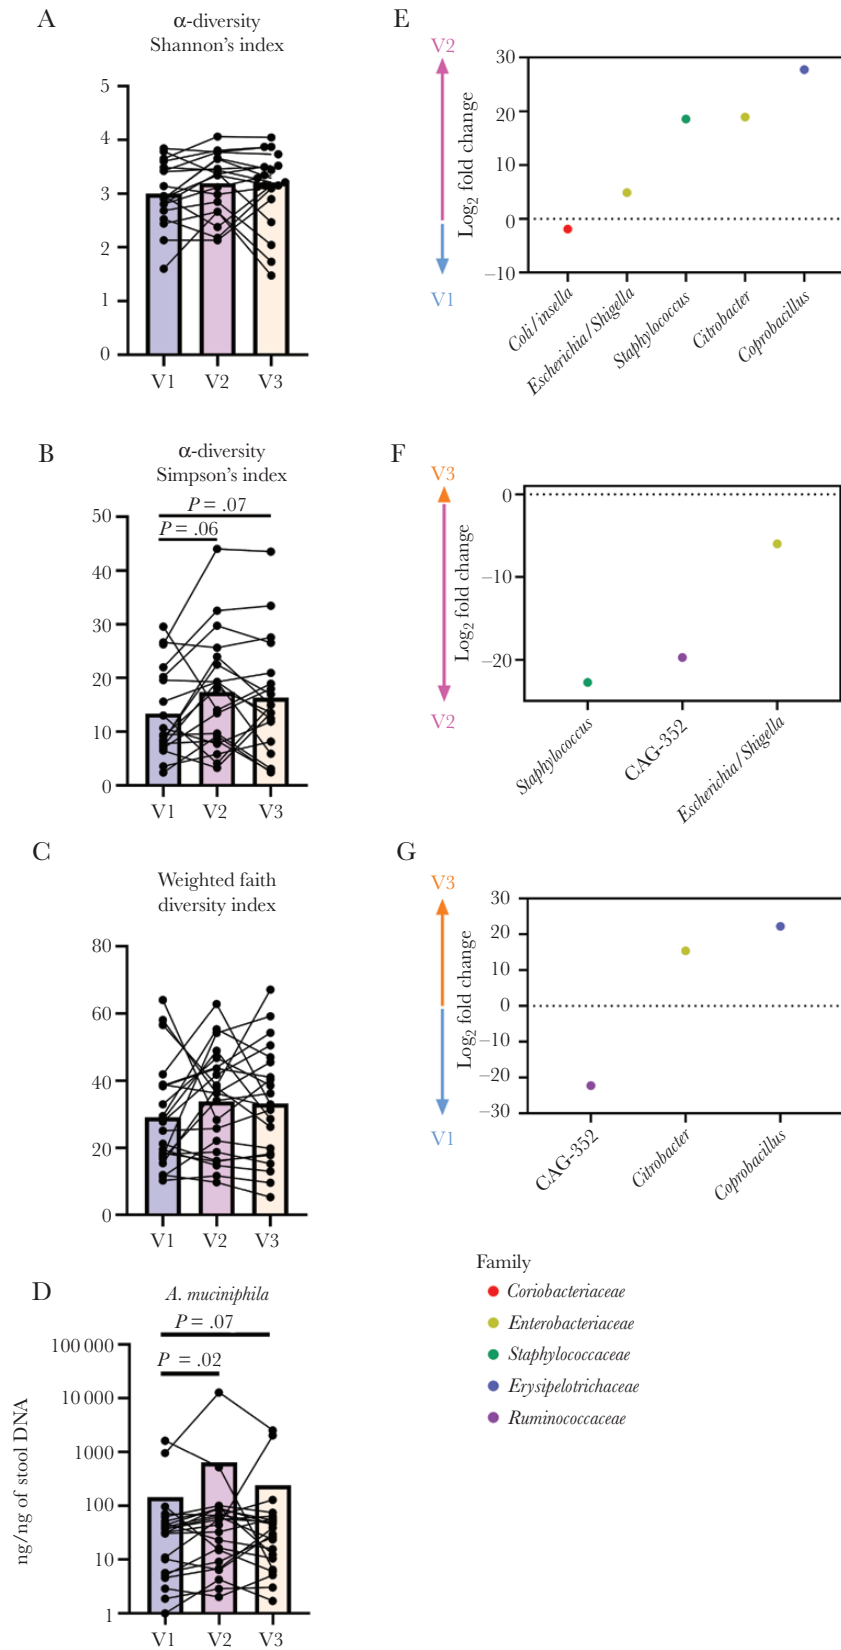 A
α-diversity
Shannon's index
5
4
3
2
1
0
V1 V2 V3
B
α-diversity
Simpson's index
P = .07
P = .06
50
40
30
20
10
0
V1 V2 V3
C
Weighted faith
diversity index
80
60
40
20
0
V1 V2 V3
D
A. muciniphila
P = .07
P = .02
ng/ng of stool DNA
100 000
10 000
1000
100
10
1
V1 V2 V3
E
V2
V1
Log2 fold change
30
20
10
0
−10
Coli/insella
Escherichia/Shigella
Staphylococcus
Citrobacter
Coprobacillus
F
V3
V2
Log2 fold change
0
−10
−20
Staphylococcus
CAG-352
Escherichia/Shigella
G
V3
V1
Log2 fold change
30
20
10
0
−10
−20
−30
CAG-352
Citrobacter
Coprobacillus
Family
Coriobacteriaceae
Enterobacteriaceae
Staphylococcaceae
Erysipelotrichaceae
Ruminococcaceae